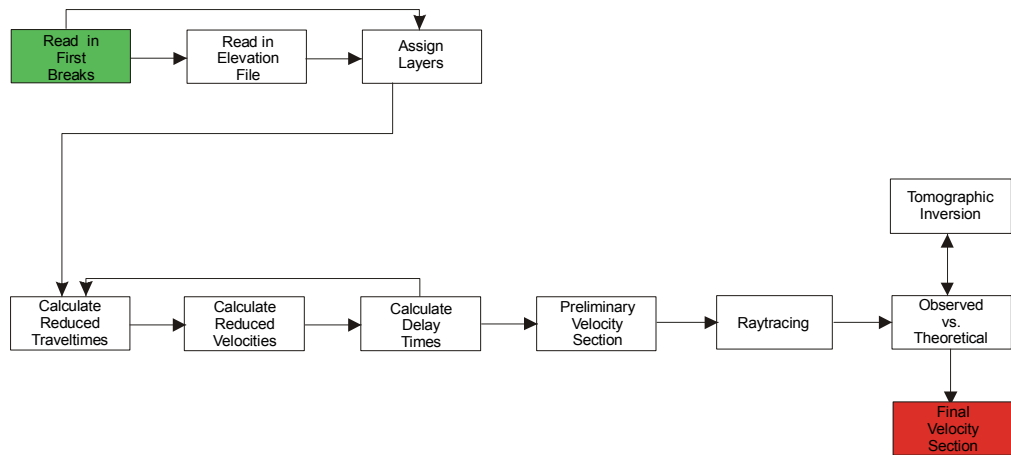 Read in
First
Breaks
Read in
Elevation
File
Assign
Layers
Tomographic
Inversion
Calculate
Reduced
Traveltimes
Calculate
Reduced
Velocities
Calculate
Delay
Times
Preliminary
Velocity
Section
Raytracing
Observed
vs.
Theoretical
Final
Velocity
Section